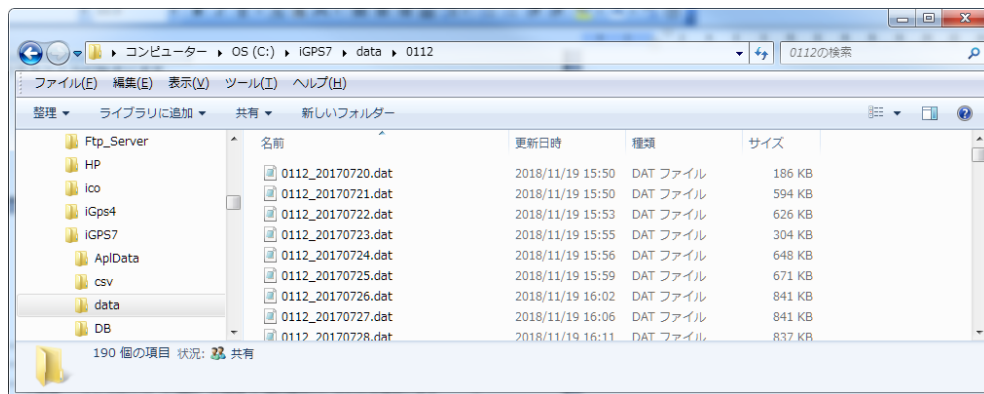 コンピューター ▸ OS (C:) ▸ iGPS7 ▸ data ▸ 0112
0112の検索
ファイル(F) 編集(E) 表示(V) ツール(T) ヘルプ(H)
整理 ▼ ライブラリに追加 ▼ 共有 ▼ 新しいフォルダー
Ftp_Server
HP
ico
iGps4
iGPS7
AplData
csv
data
DB
名前 更新日時 種類 サイズ
0112_20170720.dat 2018/11/19 15:50 DAT ファイル 186 KB
0112_20170721.dat 2018/11/19 15:50 DAT ファイル 594 KB
0112_20170722.dat 2018/11/19 15:53 DAT ファイル 626 KB
0112_20170723.dat 2018/11/19 15:55 DAT ファイル 304 KB
0112_20170724.dat 2018/11/19 15:56 DAT ファイル 648 KB
0112_20170725.dat 2018/11/19 15:59 DAT ファイル 671 KB
0112_20170726.dat 2018/11/19 16:02 DAT ファイル 841 KB
0112_20170727.dat 2018/11/19 16:06 DAT ファイル 841 KB
0112_20170728.dat 2018/11/19 16:11 DAT ファイル 837 KB
190 個の項目 状況: 共有